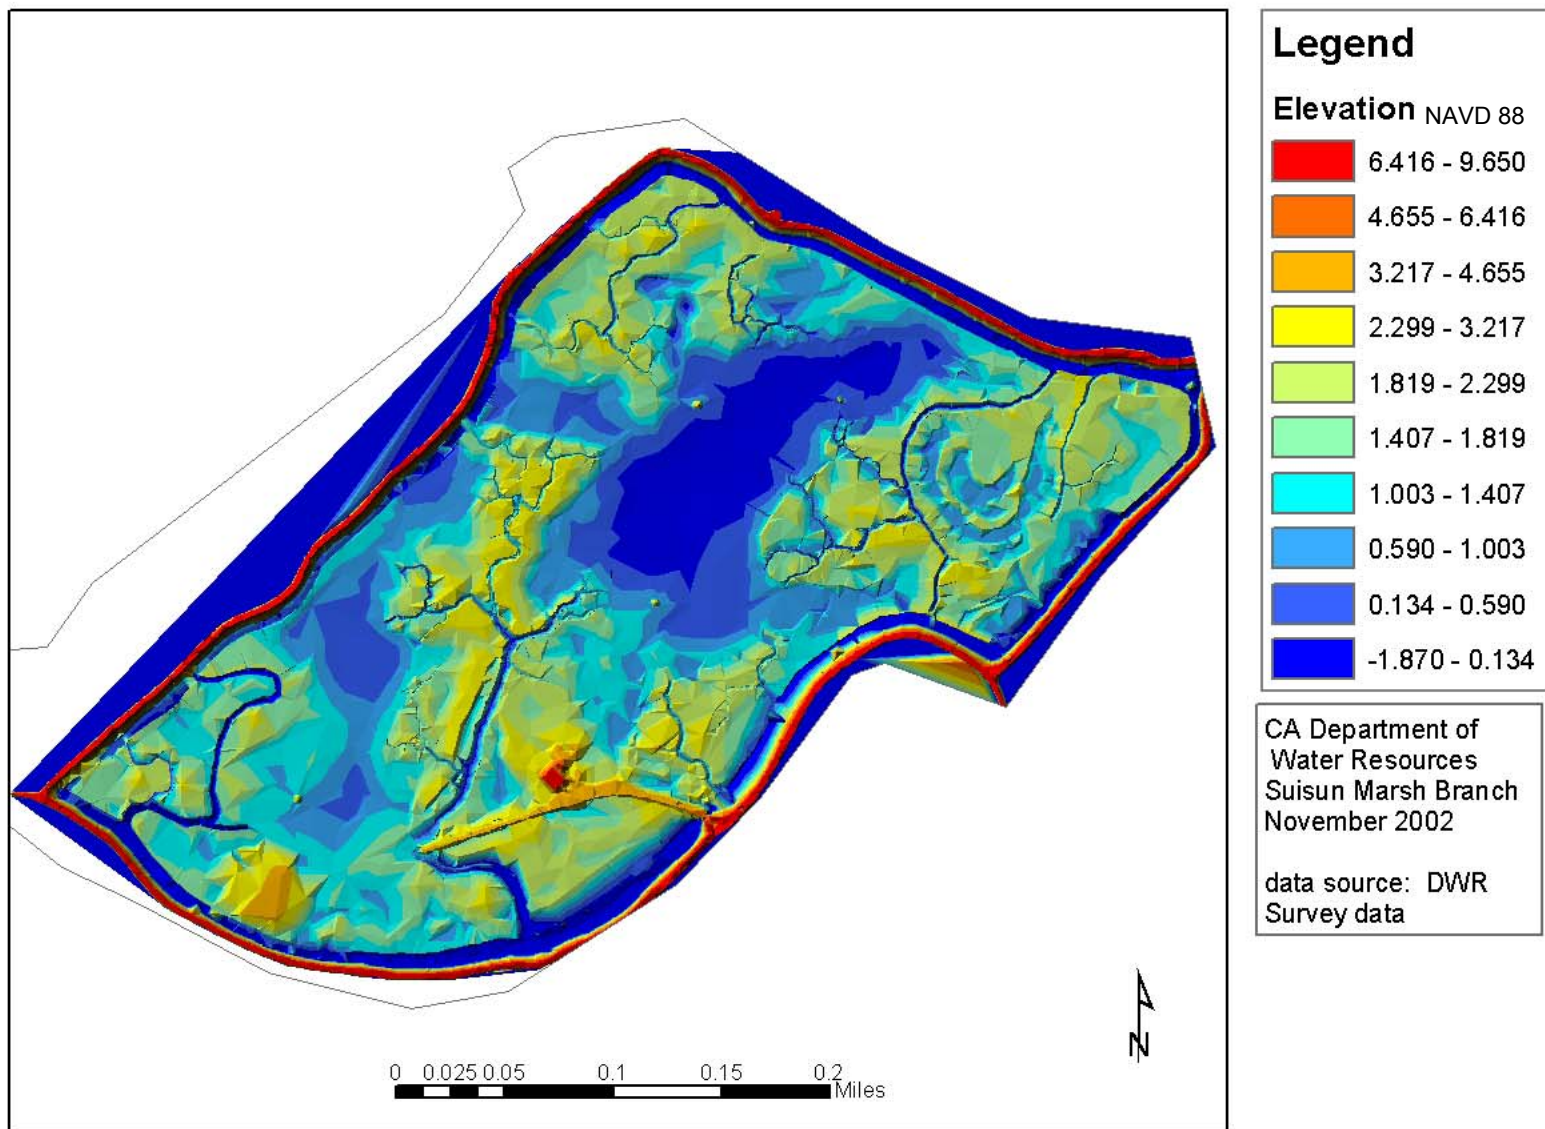 Legend
Elevation NAVD 88
6.416 - 9.650
4.655 - 6.416
3.217 - 4.655
2.299 - 3.217
1.819 - 2.299
1.407 - 1.819
1.003 - 1.407
0.590 - 1.003
0.134 - 0.590
-1.870 - 0.134
CA Department of
Water Resources
Suisun Marsh Branch
November 2002
data source: DWR
Survey data
N
0 0.025 0.05 0.1 0.15 0.2
Miles